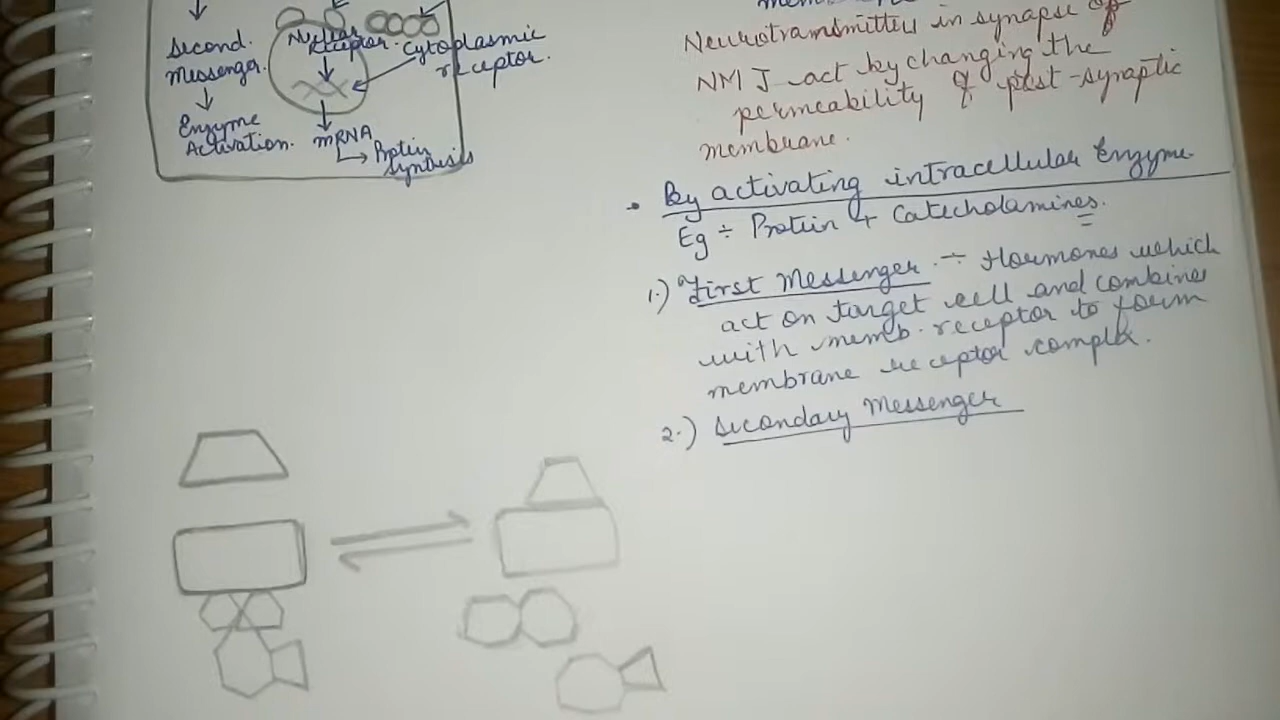 Second
Messenger.
Enzyme
Activation.
Nuclear
Receptor.
Cytoplasmic
receptor.
mRNA
Protein
Synthesis
Neurotransmitters in synapse of
NMJ act by changing the
permeability of post-synaptic
membrane.
• By activating intracellular Enzyme
Eg ÷ Protein & Catecholamines.
1.) First Messenger ÷ Hormones which
act on target cell and combines
with memb. receptor to form
membrane receptor complex.
2.) Secondary Messenger